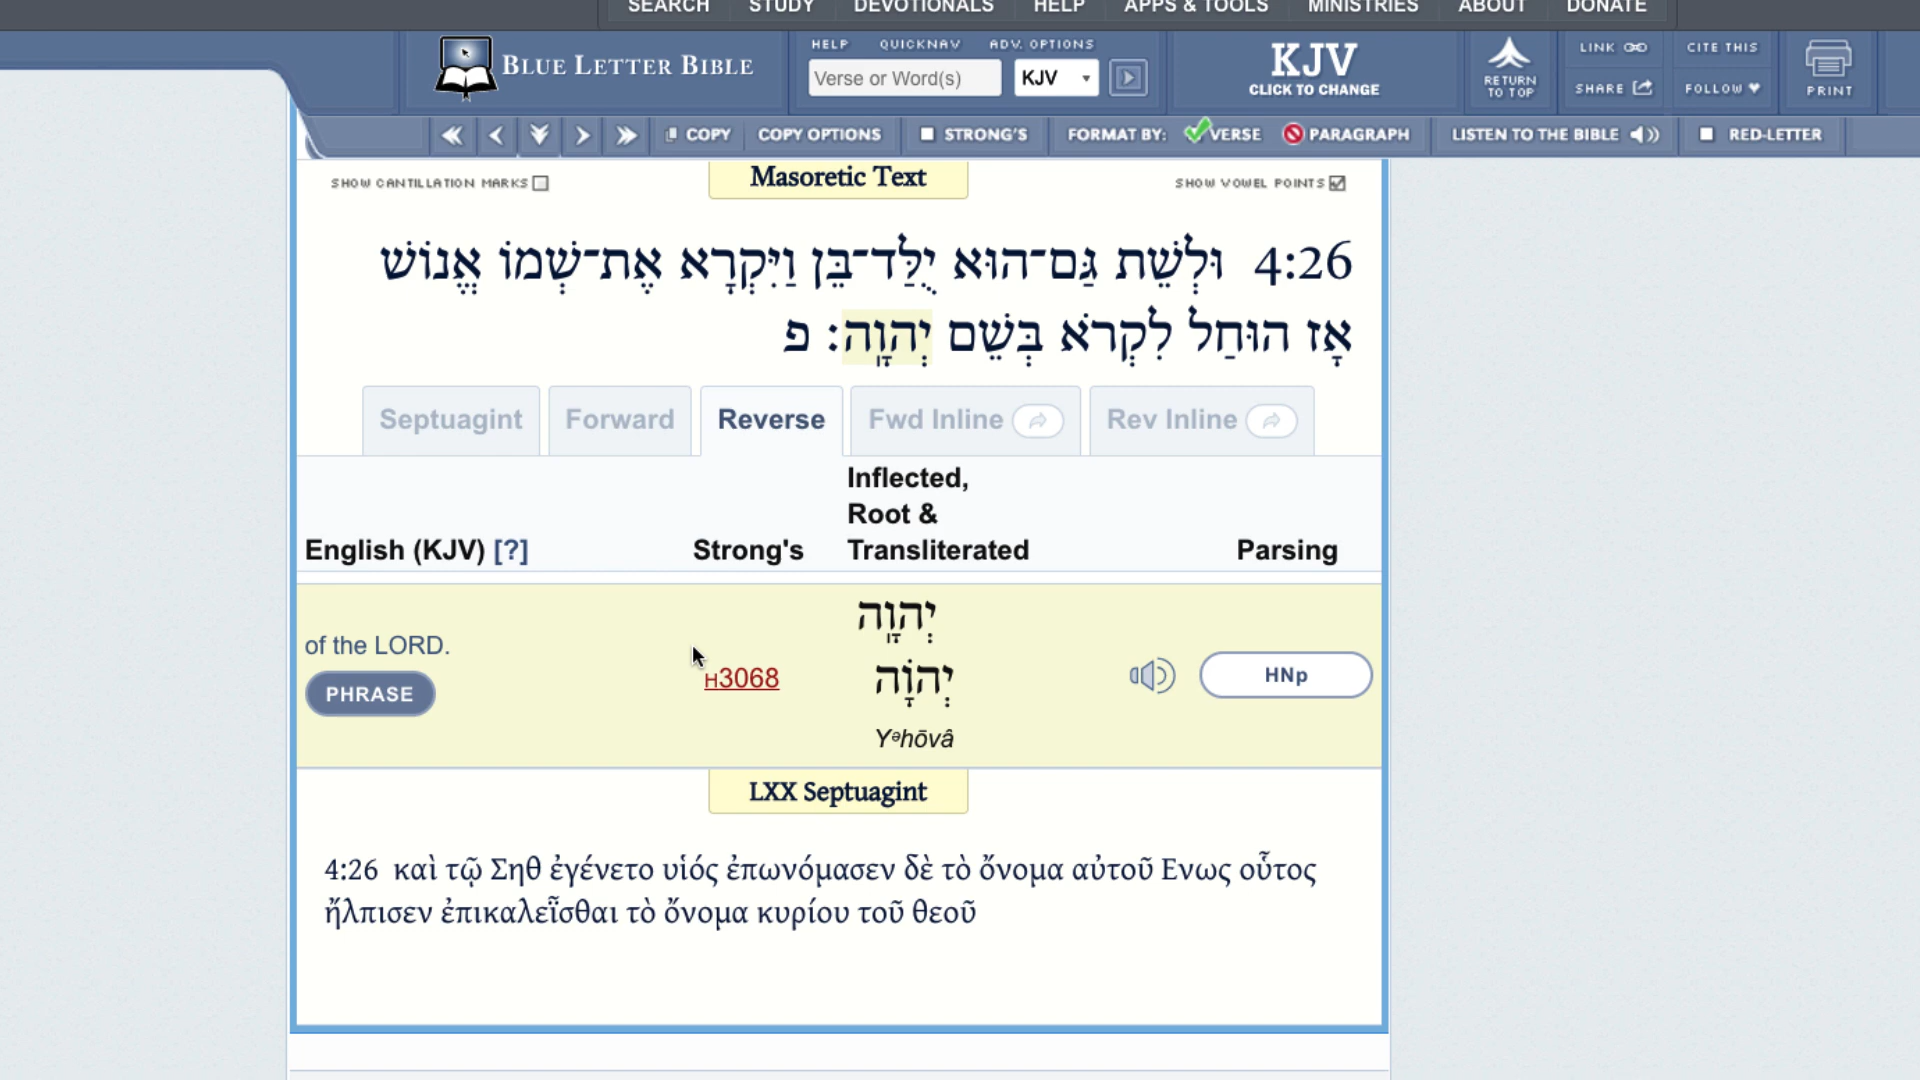 SEARCH STUDY DEVOTIONALS HELP APPS & TOOLS MINISTRIES ABOUT DONATE
BLUE LETTER BIBLE
HELP QUICKNAV ADV. OPTIONS
Verse or Word(s) KJV
KJV
CLICK TO CHANGE
RETURN
TO TOP
LINK
SHARE
CITE THIS
FOLLOW
PRINT
COPY COPY OPTIONS STRONG'S FORMAT BY: VERSE PARAGRAPH LISTEN TO THE BIBLE RED-LETTER
SHOW CANTILLATION MARKS Masoretic Text SHOW VOWEL POINTS
4:26 וּלְשֵׁת גַּם־הוּא יֻלַּד־בֵּן וַיִּקְרָא אֶת־שְׁמוֹ אֱנוֹשׁ
אָז הוּחַל לִקְרֹא בְּשֵׁם יְהוָֽה׃ פ
Septuagint Forward Reverse Fwd Inline Rev Inline
English (KJV) [?] Strong's Inflected,
Root &
Transliterated Parsing
of the LORD.
PHRASE
H3068
יְהוָֽה
יְהֹוָה
Yᵊhōvâ
HNp
LXX Septuagint
4:26 καὶ τῷ Σηθ ἐγένετο υἱός ἐπωνόμασεν δὲ τὸ ὄνομα αὐτοῦ Ενως οὗτος
ἤλπισεν ἐπικαλεῖσθαι τὸ ὄνομα κυρίου τοῦ θεοῦ